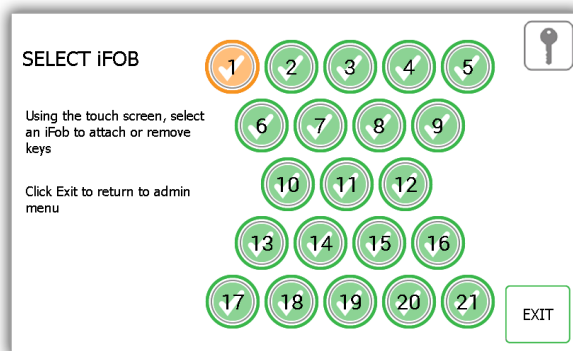 SELECT iFOB
1 2 3 4 5
Using the touch screen, select
an iFob to attach or remove
keys
6 7 8 9
Click Exit to return to admin
menu
10 11 12
13 14 15 16
17 18 19 20 21
EXIT